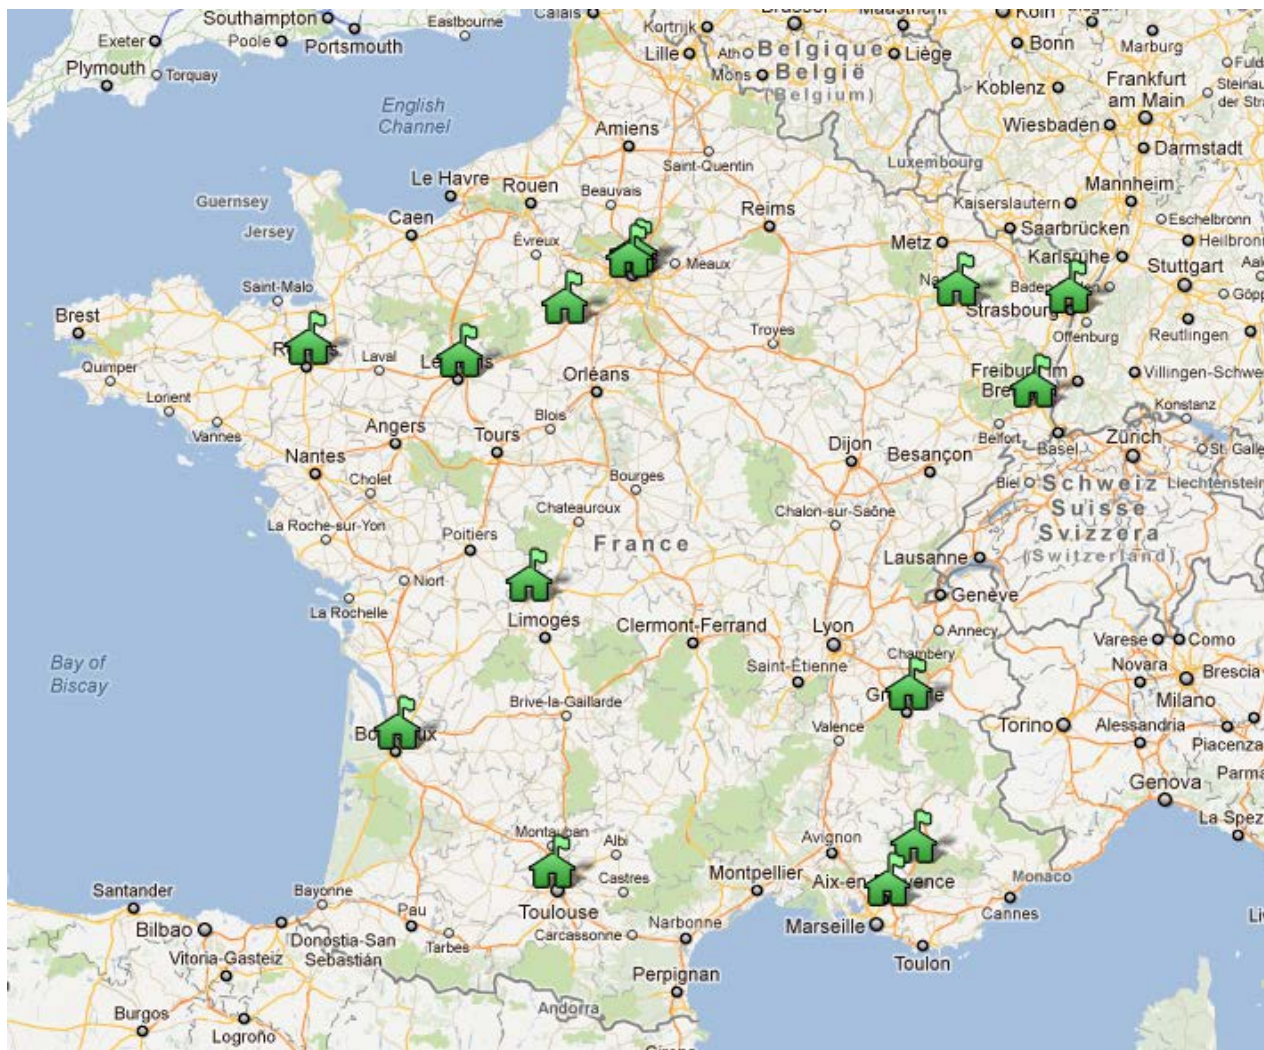 Southampton
Eastbourne
Calais
Exeter
Poole
Portsmouth
Kortrijk
Maastricht
Köln
Plymouth
Torquay
Lille
Ath
Belgique
België
(Belgium)
Liège
Bonn
Marburg
Mons
Koblenz
Frankfurt
am Main
English
Channel
Amiens
Wiesbaden
Darmstadt
Saint-Quentin
Luxembourg
Le Havre
Rouen
Beauvais
Mannheim
Guernsey
Caen
Reims
Kaiserslautern
Eschelbronn
Jersey
Évreux
Metz
Saarbrücken
Meaux
Karlsruhe
Stuttgart
Saint-Malo
Strasbourg
Brest
Offenburg
Reutlingen
Troyes
Quimper
Laval
Orléans
Lorient
Blois
Konstanz
Vannes
Angers
Tours
Dijon
Belfort
Basel
Zürich
Nantes
Besançon
Cholet
Bourges
Biel
Schweiz
Suisse
Svizzera
(Switzerland)
Liechtenstein
La Roche-sur-Yon
Chateauroux
Chalon-sur-Saône
Poitiers
France
Lausanne
Niort
Genève
La Rochelle
Limoges
Clermont-Ferrand
Lyon
Annecy
Varese
Como
Bay of
Biscay
Saint-Étienne
Chambéry
Novara
Brescia
Milano
Brive-la-Gaillarde
Valence
Torino
Alessandria
Piacenza
Genova
Montauban
Albi
Avignon
Castres
Montpellier
Monaco
Santander
Bayonne
Toulouse
Cannes
Bilbao
Pau
Marseille
Donostia-San
Sebastián
Tarbes
Carcassonne
Narbonne
Toulon
Vitoria-Gasteiz
Perpignan
Burgos
Andorra
Logroño